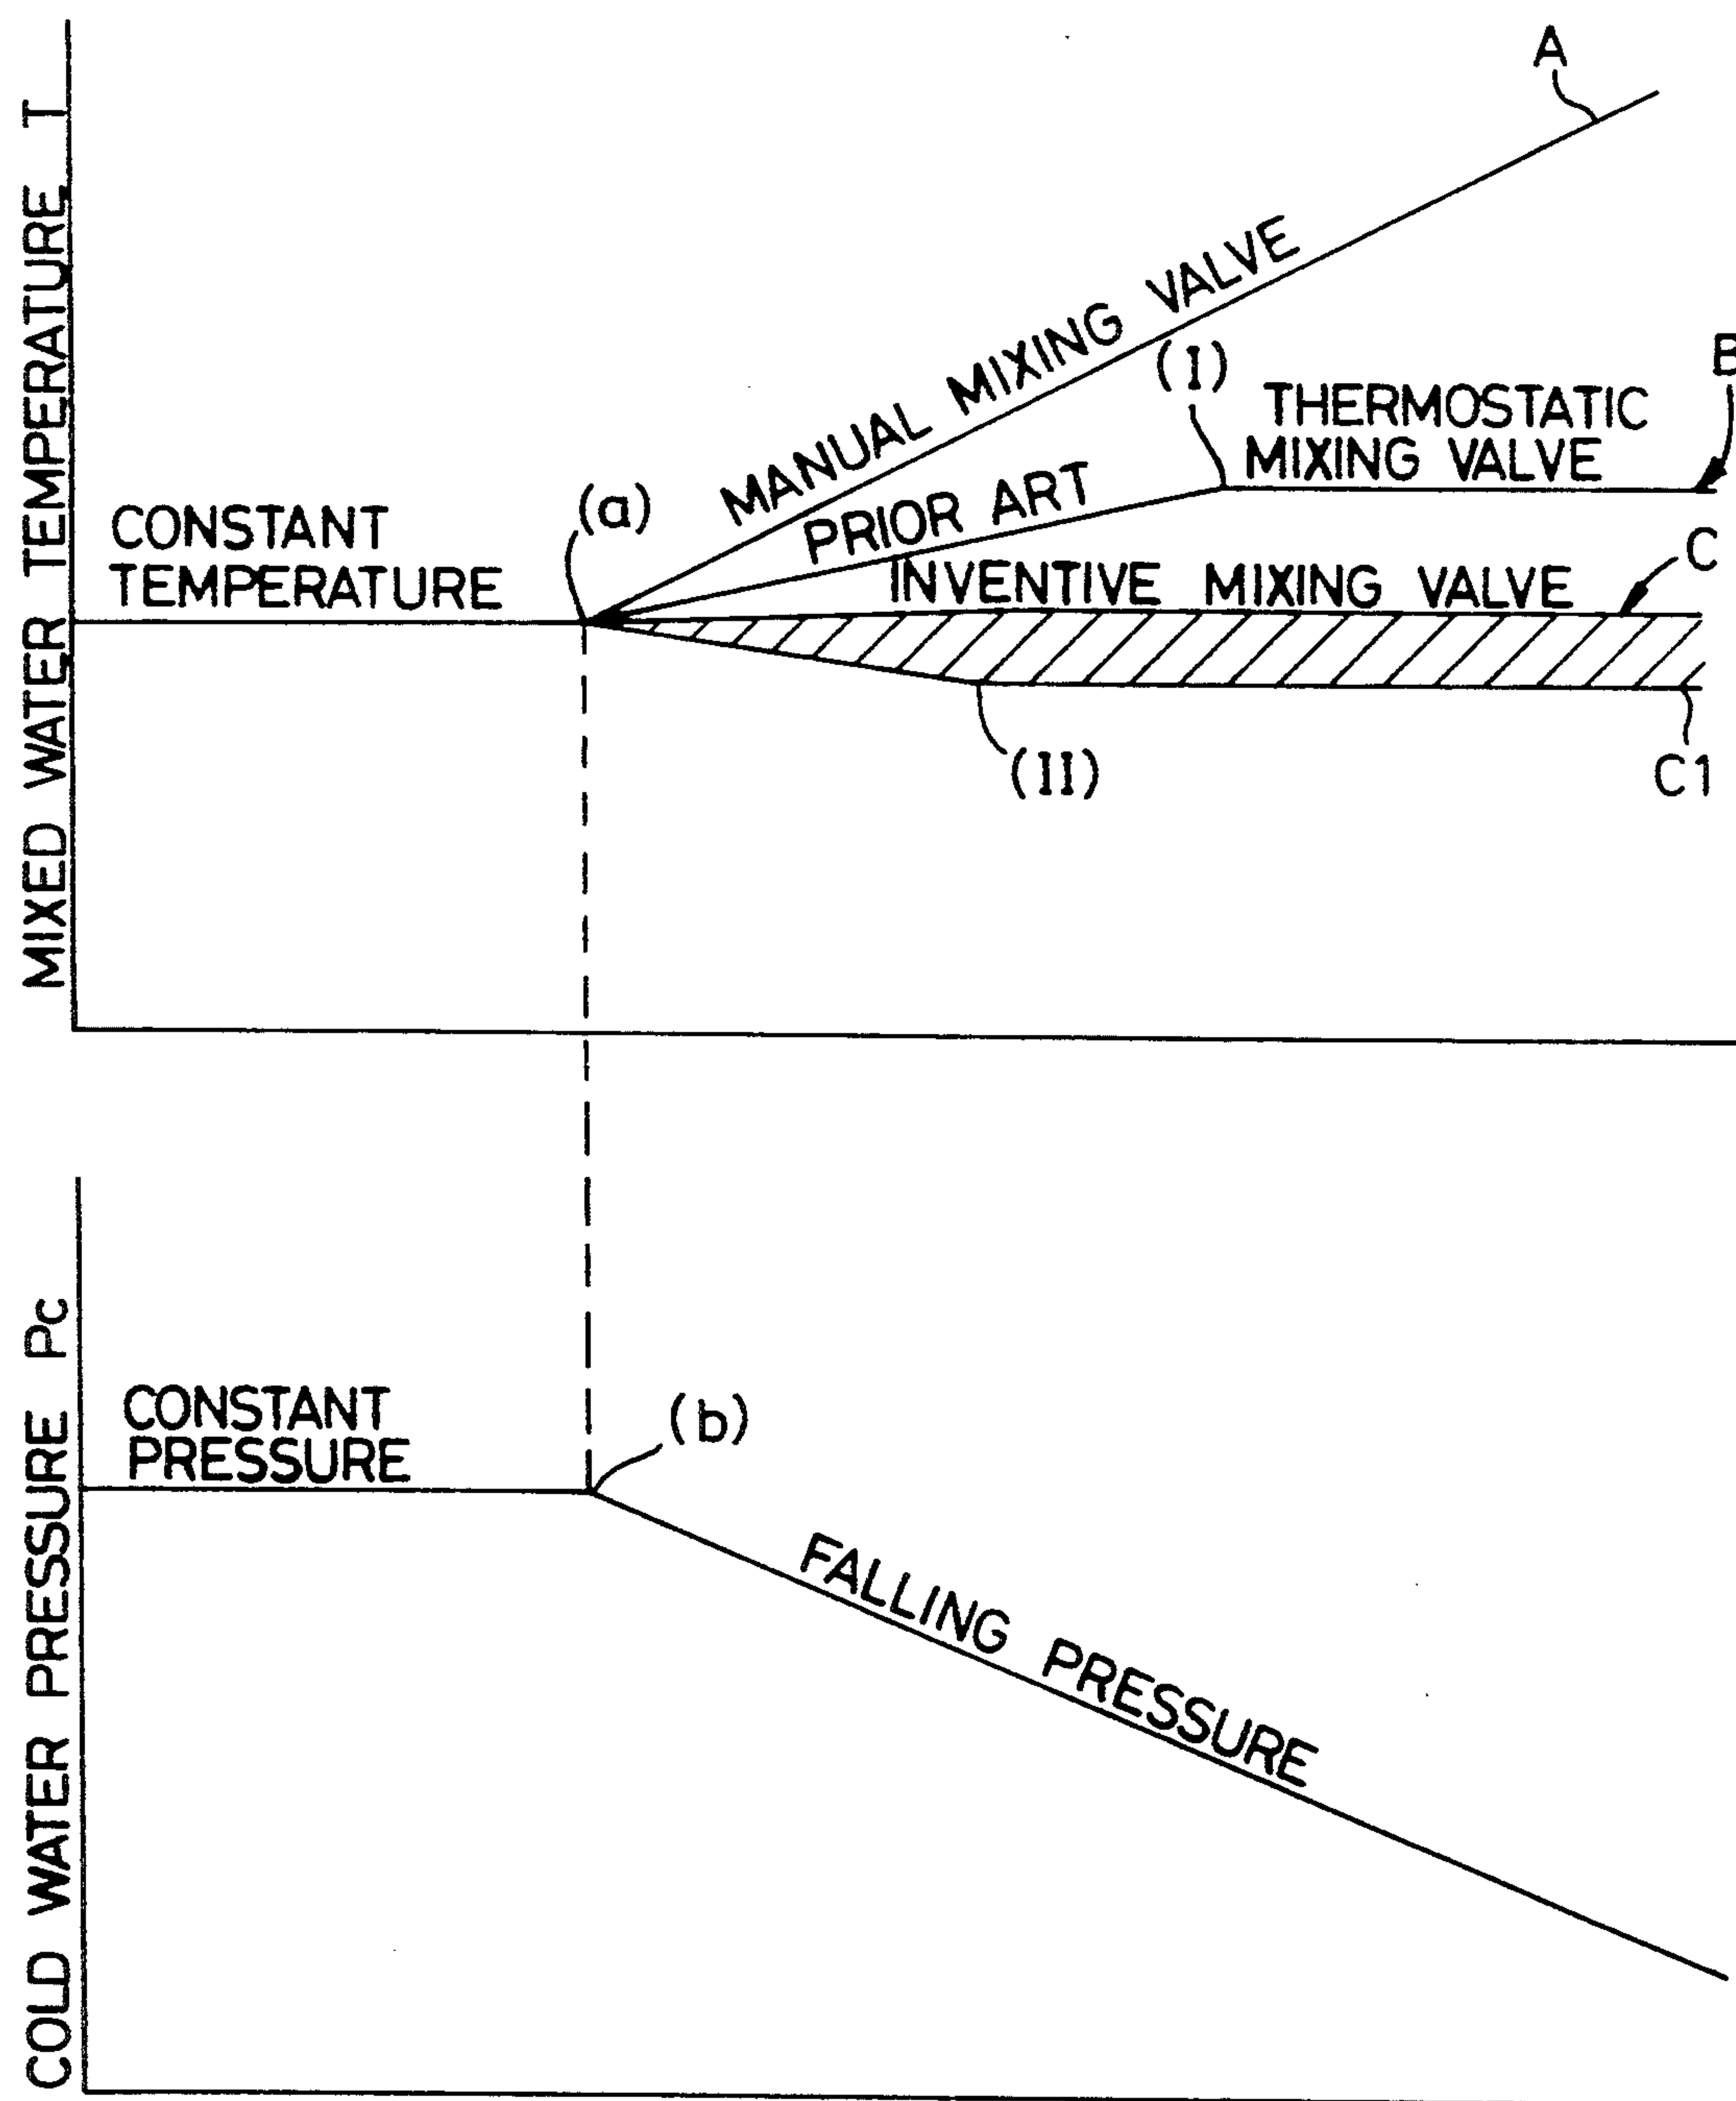 MIXED WATER TEMPERATURE T
A
MANUAL MIXING VALVE
(I)
B
THERMOSTATIC
MIXING VALVE
(a)
PRIOR ART
CONSTANT
TEMPERATURE
INVENTIVE MIXING VALVE
C
(II)
C1
COLD WATER PRESSURE Pc
CONSTANT
PRESSURE
(b)
FALLING PRESSURE